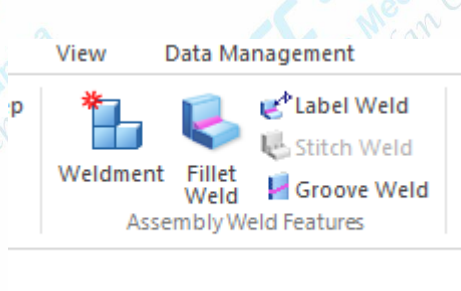 View Data Management
p
Label Weld
Stitch Weld
Weldment Fillet Weld
Groove Weld
Assembly Weld Features